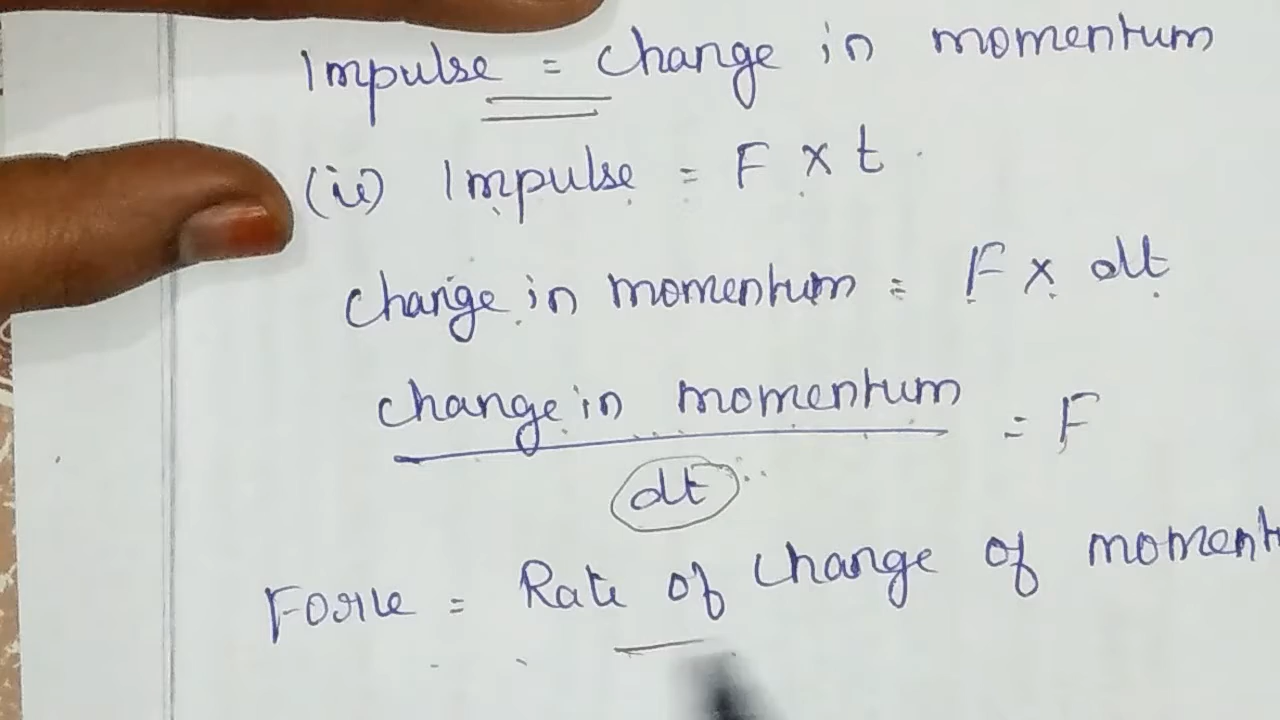 Impulse = change in momentum
(ii) Impulse = F × t
change in momentum = F × dt
change in momentum = F
dt
Force = Rate of change of moment